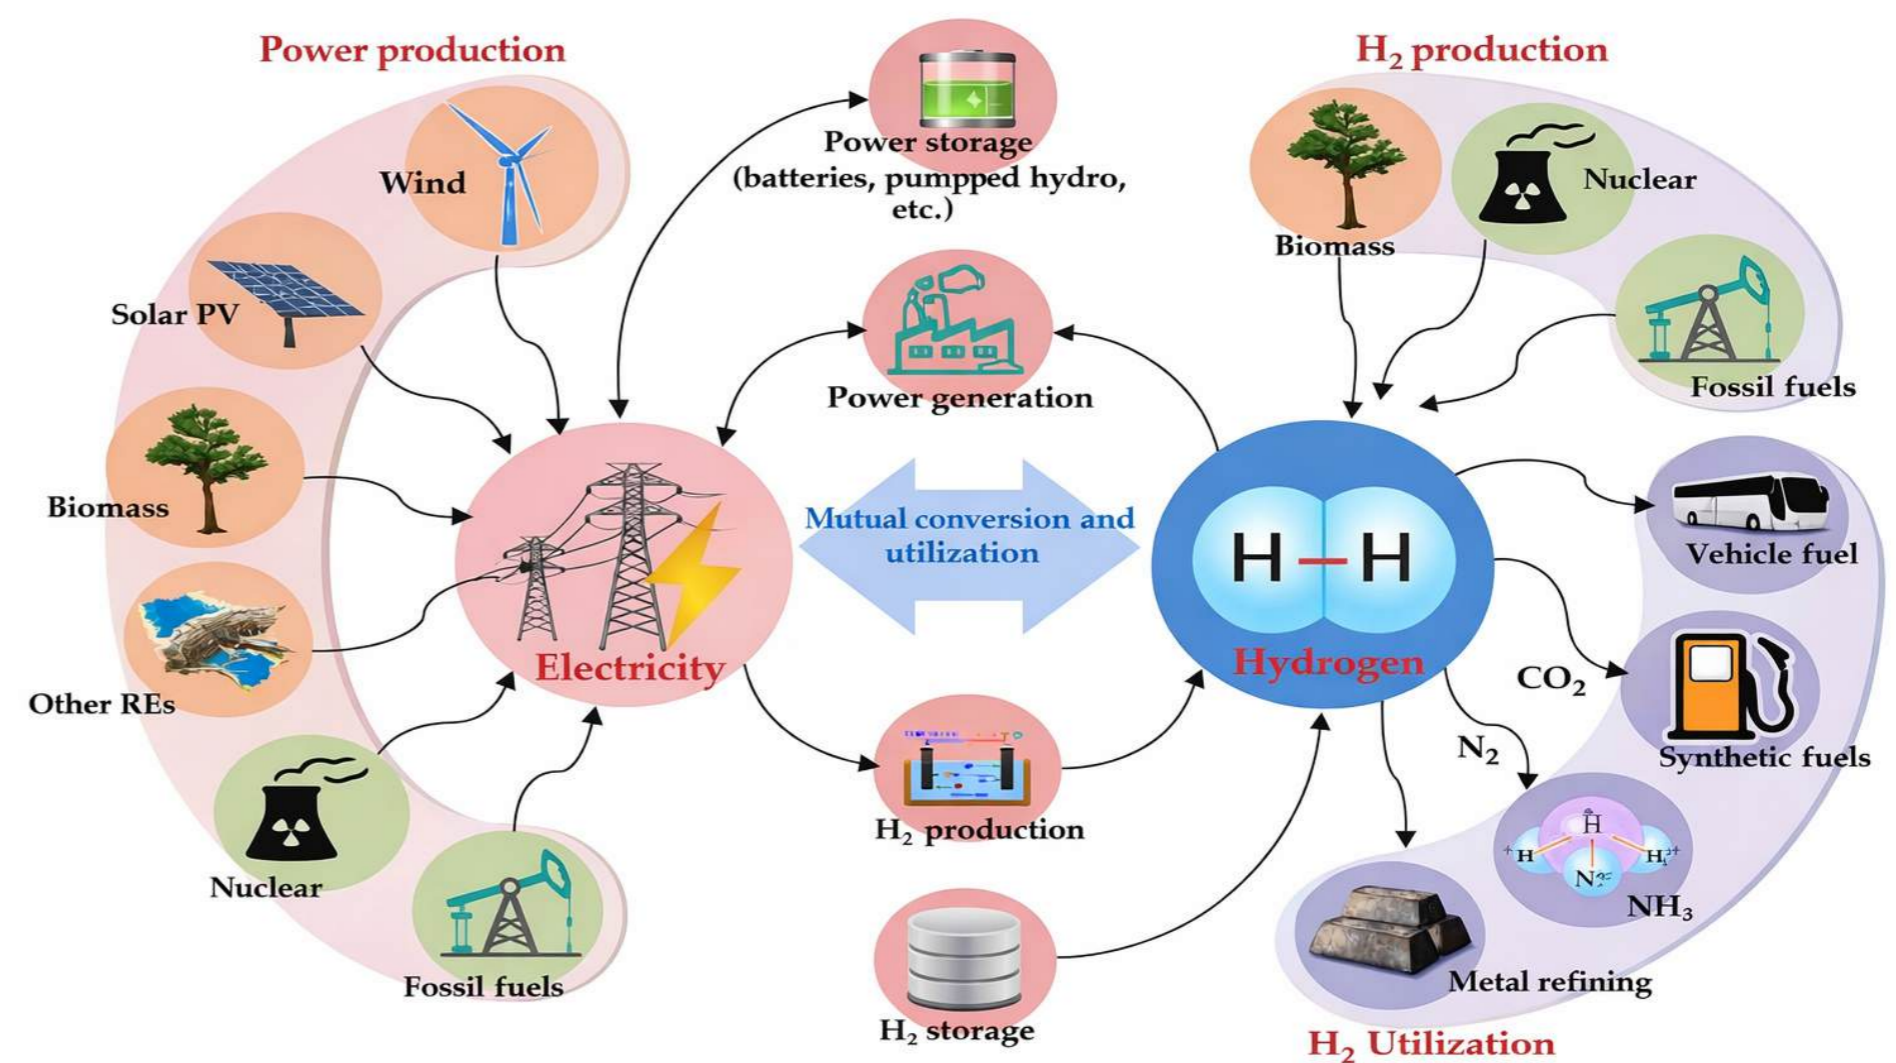 Power production
Wind
Solar PV
Biomass
Other REs
Nuclear
Fossil fuels
Power storage
(batteries, pumpped hydro,
etc.)
Power generation
Mutual conversion and
utilization
Electricity
H₂ production
H₂ storage
H₂ production
Biomass
Nuclear
Fossil fuels
H – H
Hydrogen
Vehicle fuel
CO₂
Synthetic fuels
N₂
H
H
H
N
NH₃
Metal refining
H₂ Utilization